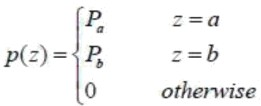 P_a z = a
p(z) = { P_b z = b
0 otherwise